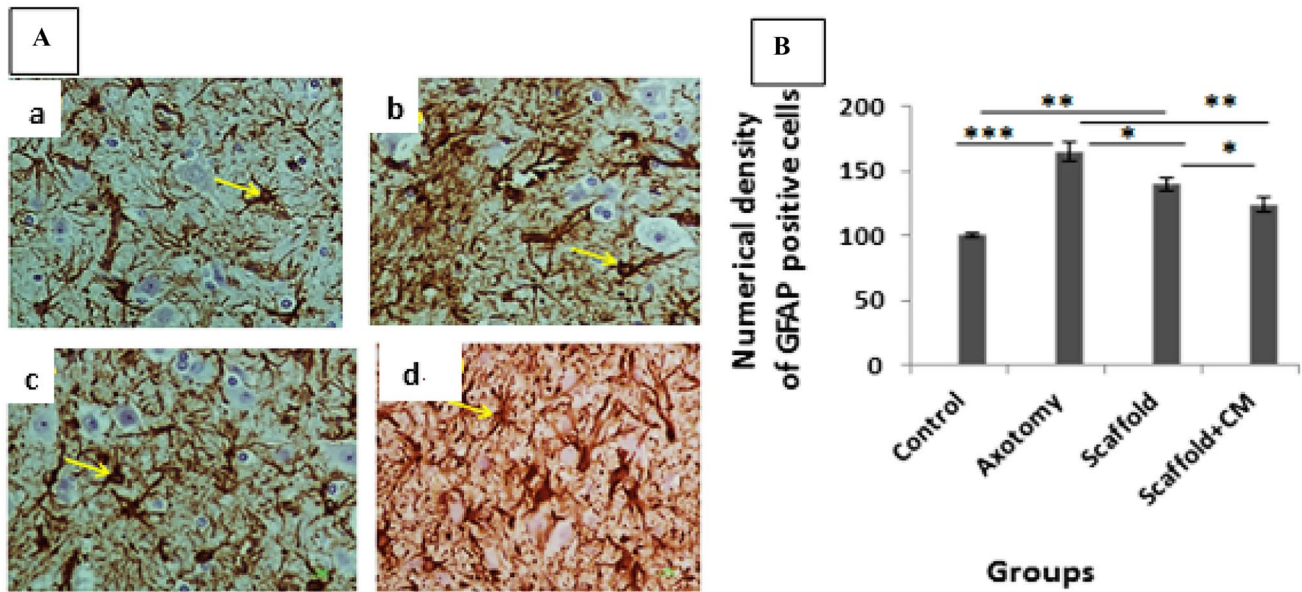 A
a
b
c
d.
B
Numerical density
of GFAP positive cells
200
150
100
50
0
**
**
***
*
*
Control
Axotomy
Scaffold
Scaffold+CM
Groups